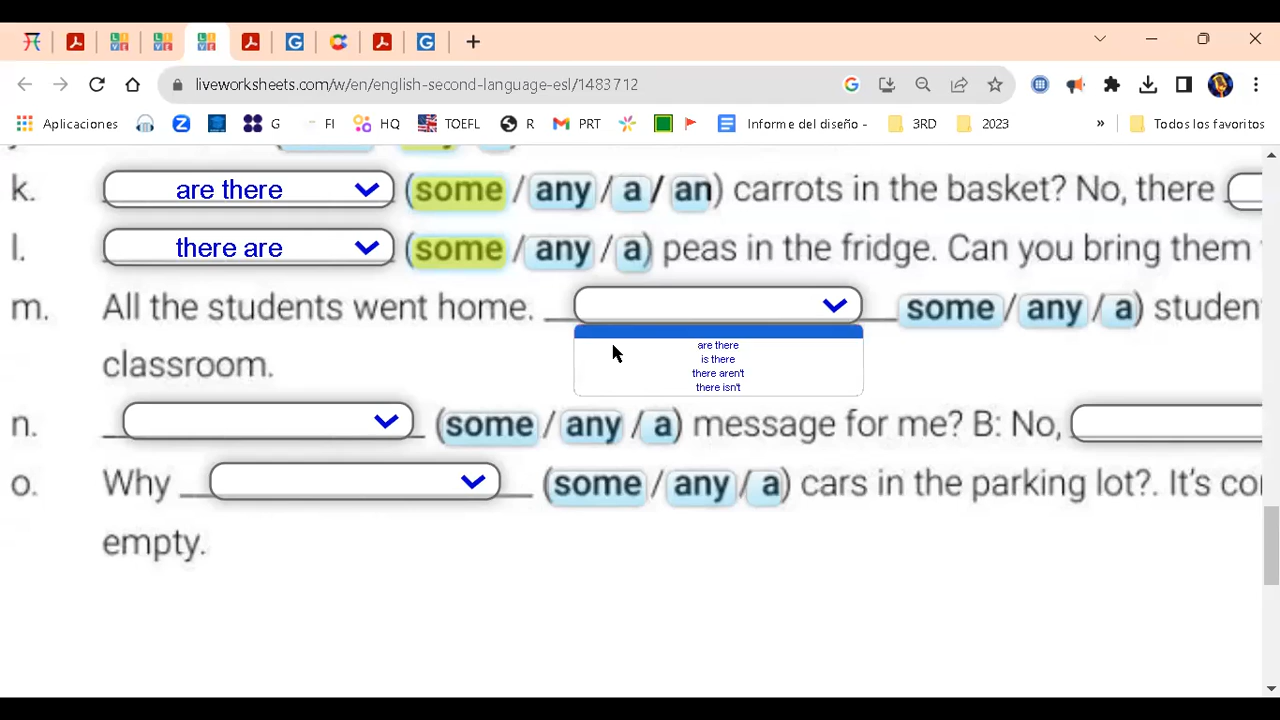 liveworksheets.com/w/en/english-second-language-esl/1483712
Aplicaciones G FI HQ TOEFL R PRT Informe del diseño - 3RD 2023 » Todos los favoritos
k. are there (some / any / a / an) carrots in the basket? No, there
l. there are (some / any / a) peas in the fridge. Can you bring them
m. All the students went home. some / any / a) studen
are there
is there
there aren't
there isn't
classroom.
n. (some / any / a) message for me? B: No,
o. Why (some / any / a) cars in the parking lot?. It's co
empty.